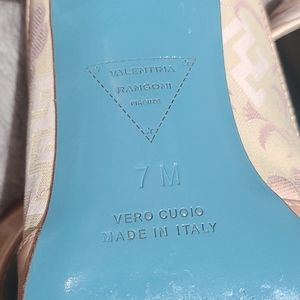 VALENTINA
RANGONI
FIRENZE
7 M
VERO CUOIO
MADE IN ITALY